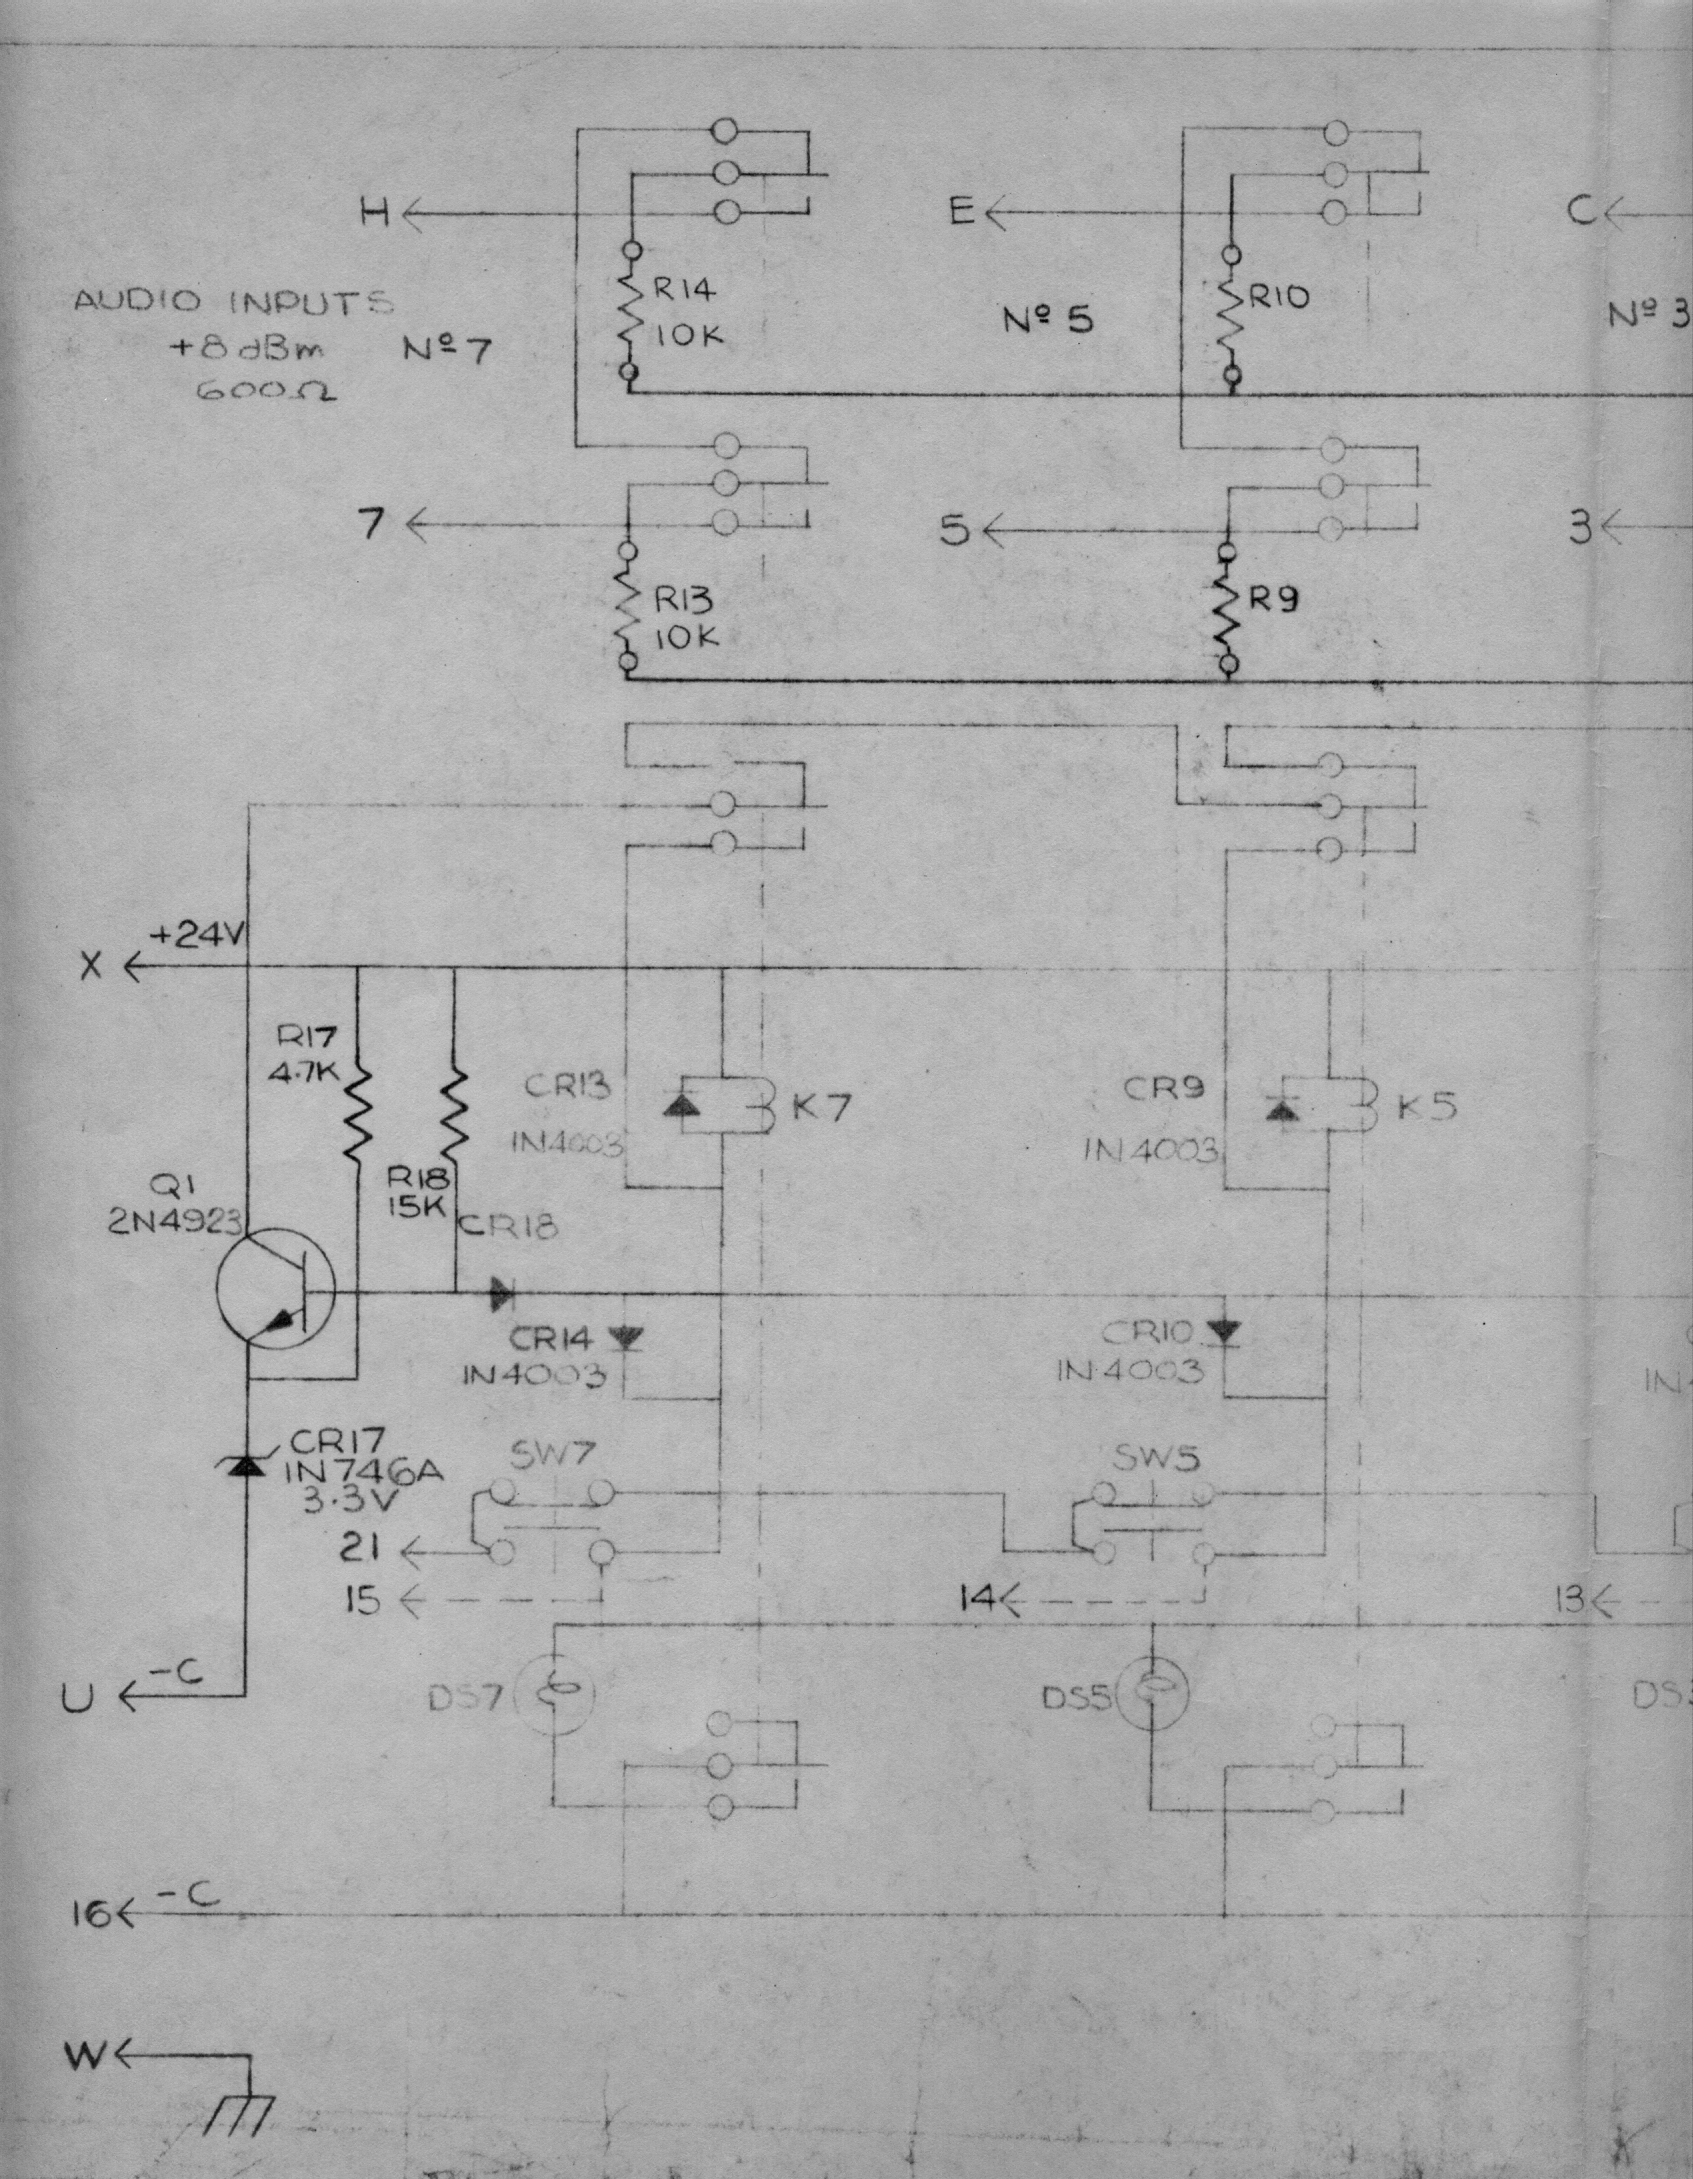 H
E
C
AUDIO INPUTS
+8 dBm
600Ω
Nº 7
R14
10K
Nº 5
R10
Nº 3
7
5
3
R13
10K
R9
X
+24V
R17
4.7K
R18
15K
CR13
IN4003
K7
CR9
IN4003
K5
Q1
2N4923
CR18
CR14
IN4003
CR10
IN4003
IN
CR17
IN746A
3.3V
SW7
SW5
21
15
14
13
U
-C
DS7
DS5
DS
16
-C
W